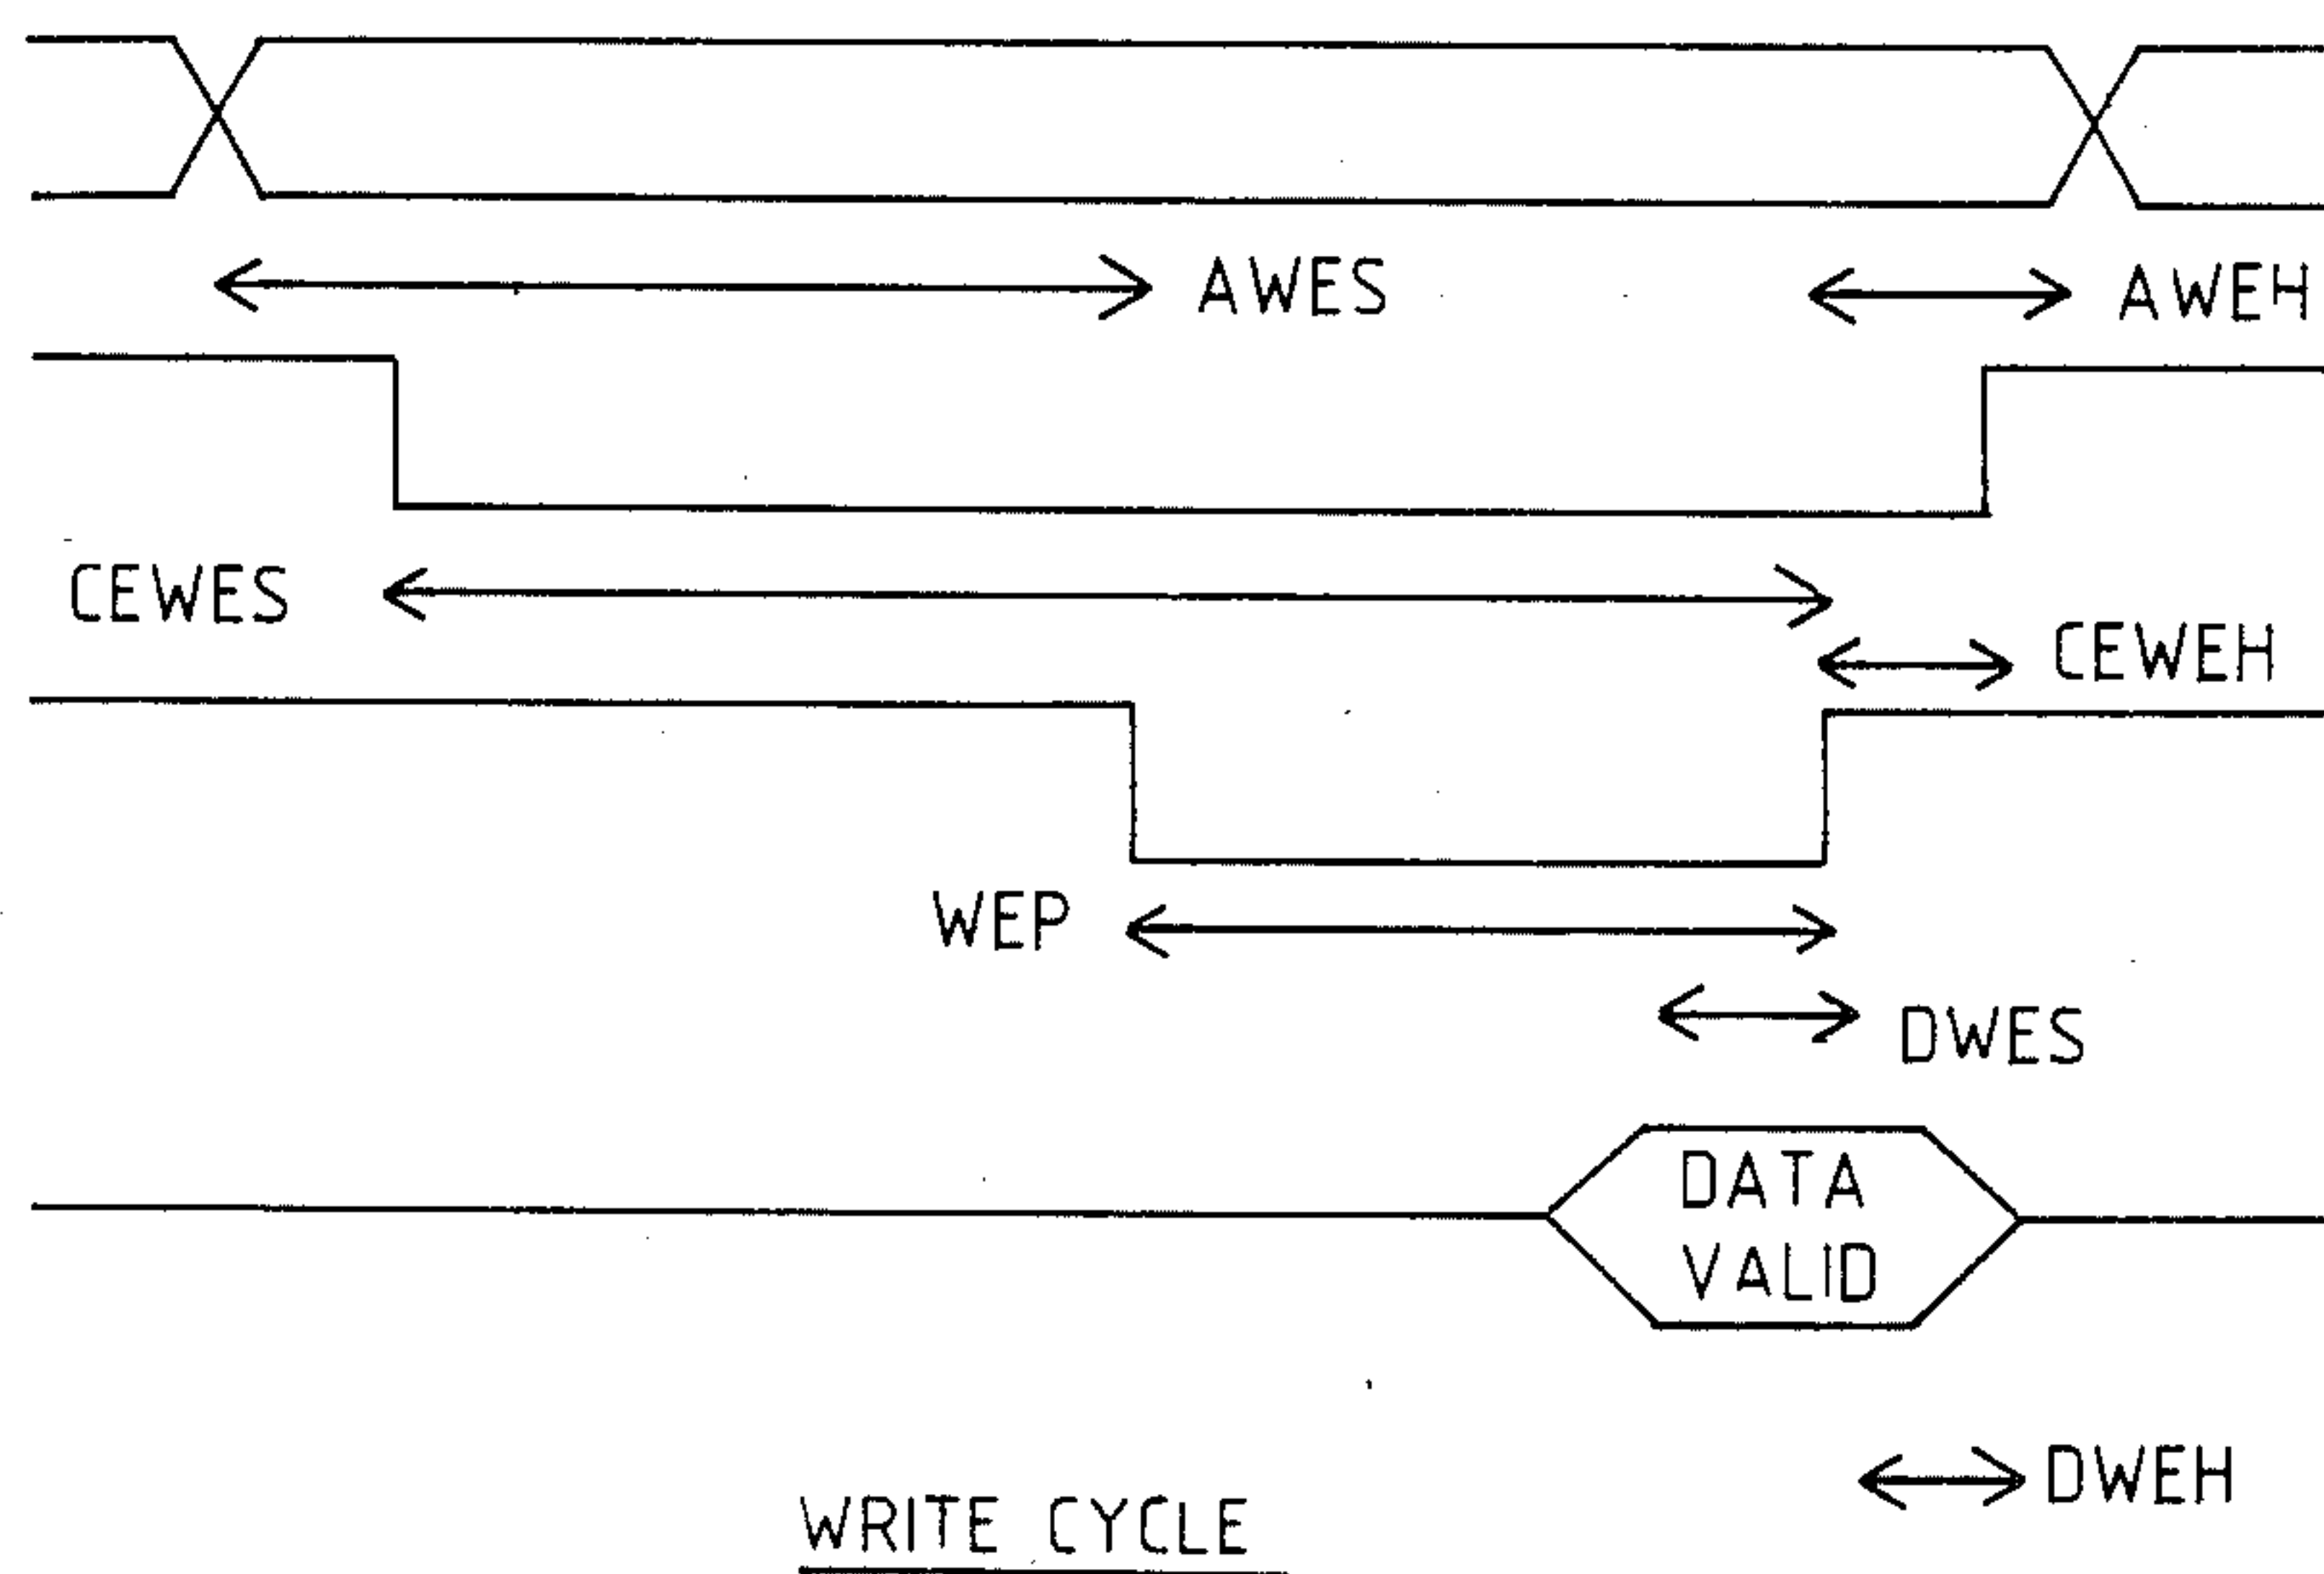 AWES
AWEH
CEWES
CEWEH
WEP
DWES
DATA
VALID
DWEH
WRITE CYCLE